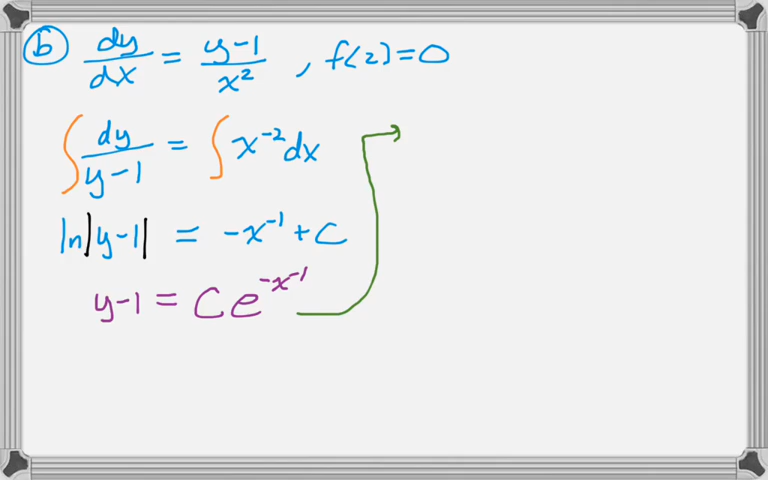 ⓑ dy/dx = y-1/x², f(2)=0
∫ dy/y-1 = ∫ x⁻² dx
ln|y-1| = -x⁻¹ + C
y-1 = Ce^-x⁻¹